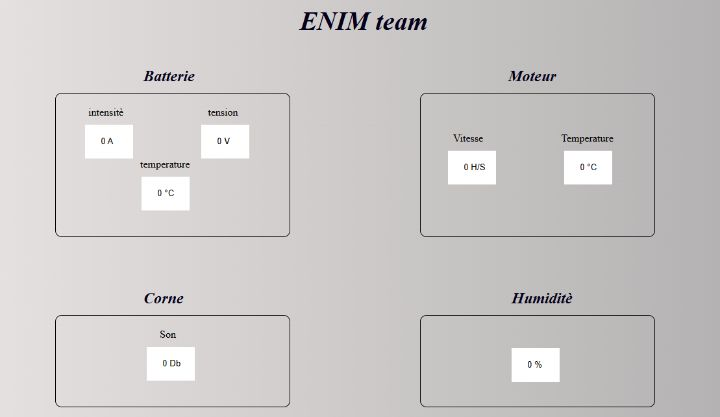 ENIM team
Batterie
intensitè
tension
0 A
0 V
temperature
0 °C
Moteur
Vitesse
Temperature
0 H/S
0 °C
Corne
Son
0 Db
Humiditè
0 %